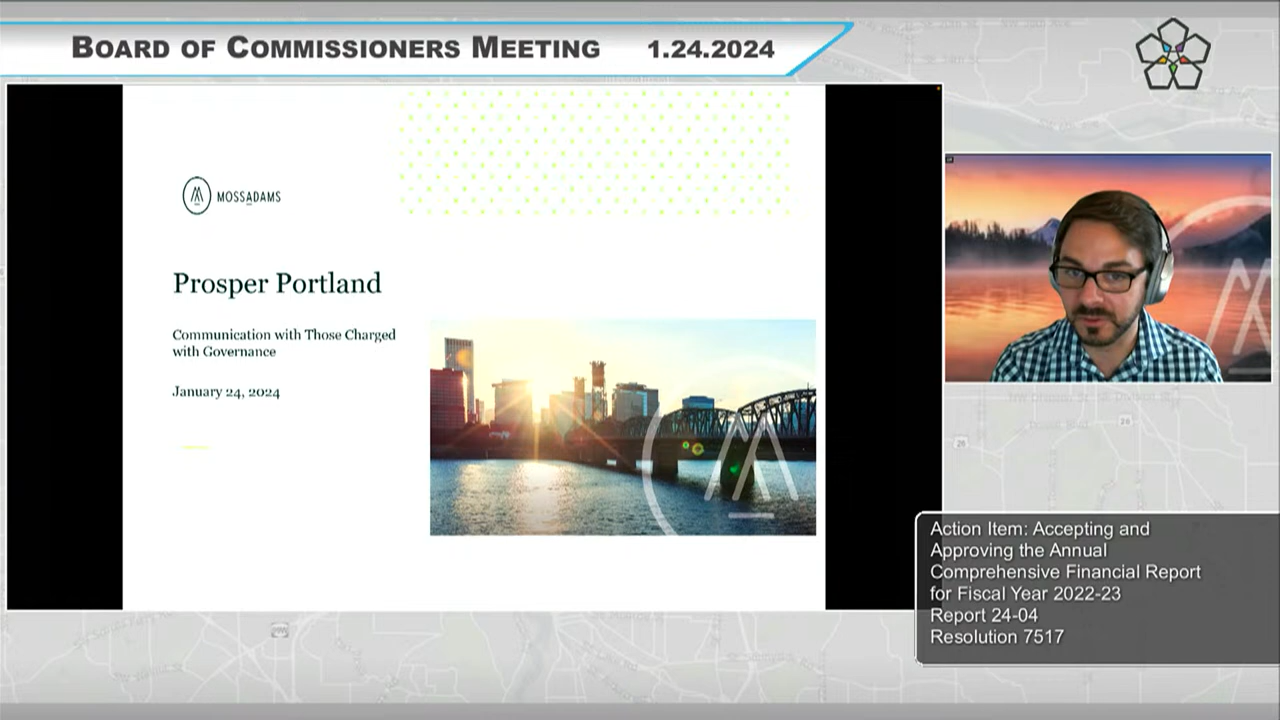 BOARD OF COMMISSIONERS MEETING 1.24.2024
MOSSADAMS
Prosper Portland
Communication with Those Charged
with Governance
January 24, 2024
Action Item: Accepting and
Approving the Annual
Comprehensive Financial Report
for Fiscal Year 2022-23
Report 24-04
Resolution 7517
26
26